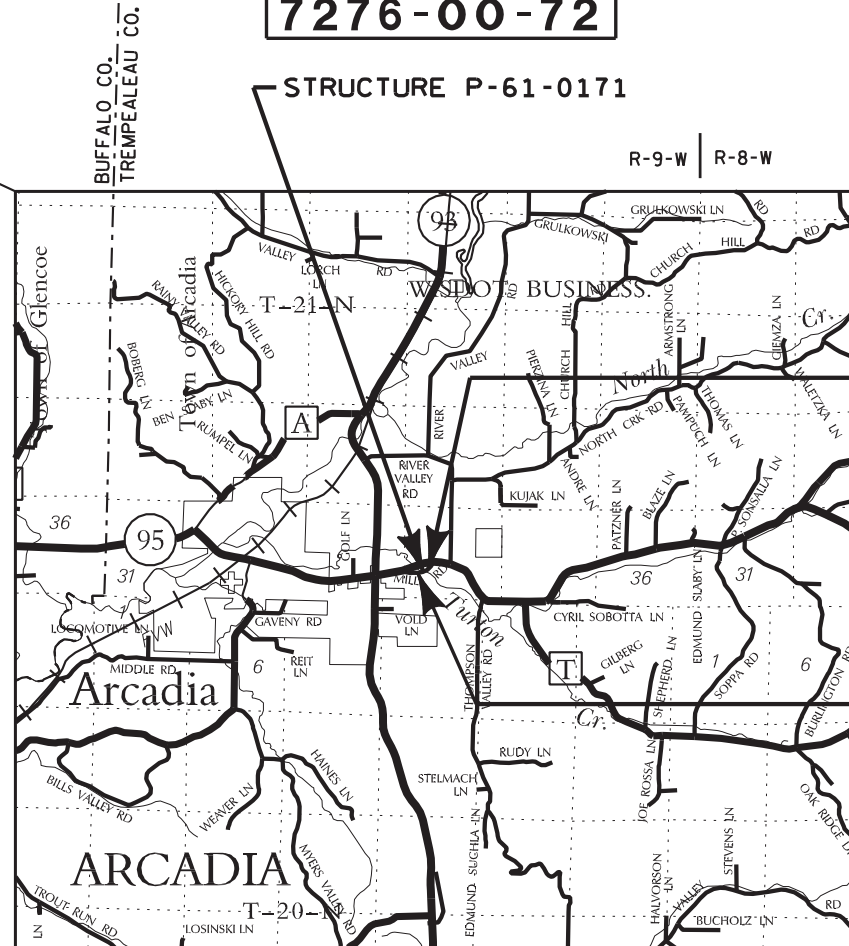 7276-00-72
STRUCTURE P-61-0171
BUFFALO CO.
TREMPEALEAU CO.
R-9-W
R-8-W
93
GRULKOWSKI LN
RD
GRULKOWSKI
HILL
RD
CHURCH
VALLEY
LORCH
LN
RD
Town of Glencoe
Town of Arcadia
T-21-N
WISDOT BUSINESS.
RD
RAINY VALLEY RD
HICKORY HILL RD
HILL
CHURCH
ARMSTRONG
LN
CIEMZA LN
Cr.
North
BOBERG LN
BEN SLABY LN
RUMPEL LN
VALLEY
RIVER
PIERZINA LN
WALETZKA LN
THOMAS LN
PAMPUCH LN
NORTH CRK RD
A
RIVER
VALLEY
RD
KUJAK LN
ANDRE LN
PATZNER LN
BLAZE LN
P. SONSALLA LN
36
95
GOLF LN
31
MILL
RD
36
31
1
LOCOMOTIVE LN
GAVENY RD
VOLD
LN
Turton
CYRIL SOBOTTA LN
EDMUND SLABY LN
MIDDLE RD
6
REIT
LN
THOMPSON
VALLEY RD
T
GILBERG
LN
SHEPHERD LN
1
SOPPA RD
6
BURLINGTON RD
Arcadia
Cr.
RUDY LN
JOE ROSSA LN
BILLS VALLEY RD
WEAVER LN
HAINES LN
STELMACH
LN
OAK RIDGE
EDMUND SUCHLA LN
ARCADIA
MYERS VALLEY RD
STEVENS LN
HALVORSON
LN
VALLEY
RD
T-20-N
TROUT RUN RD
LN
LOSINSKI LN
BUCHOLZ LN